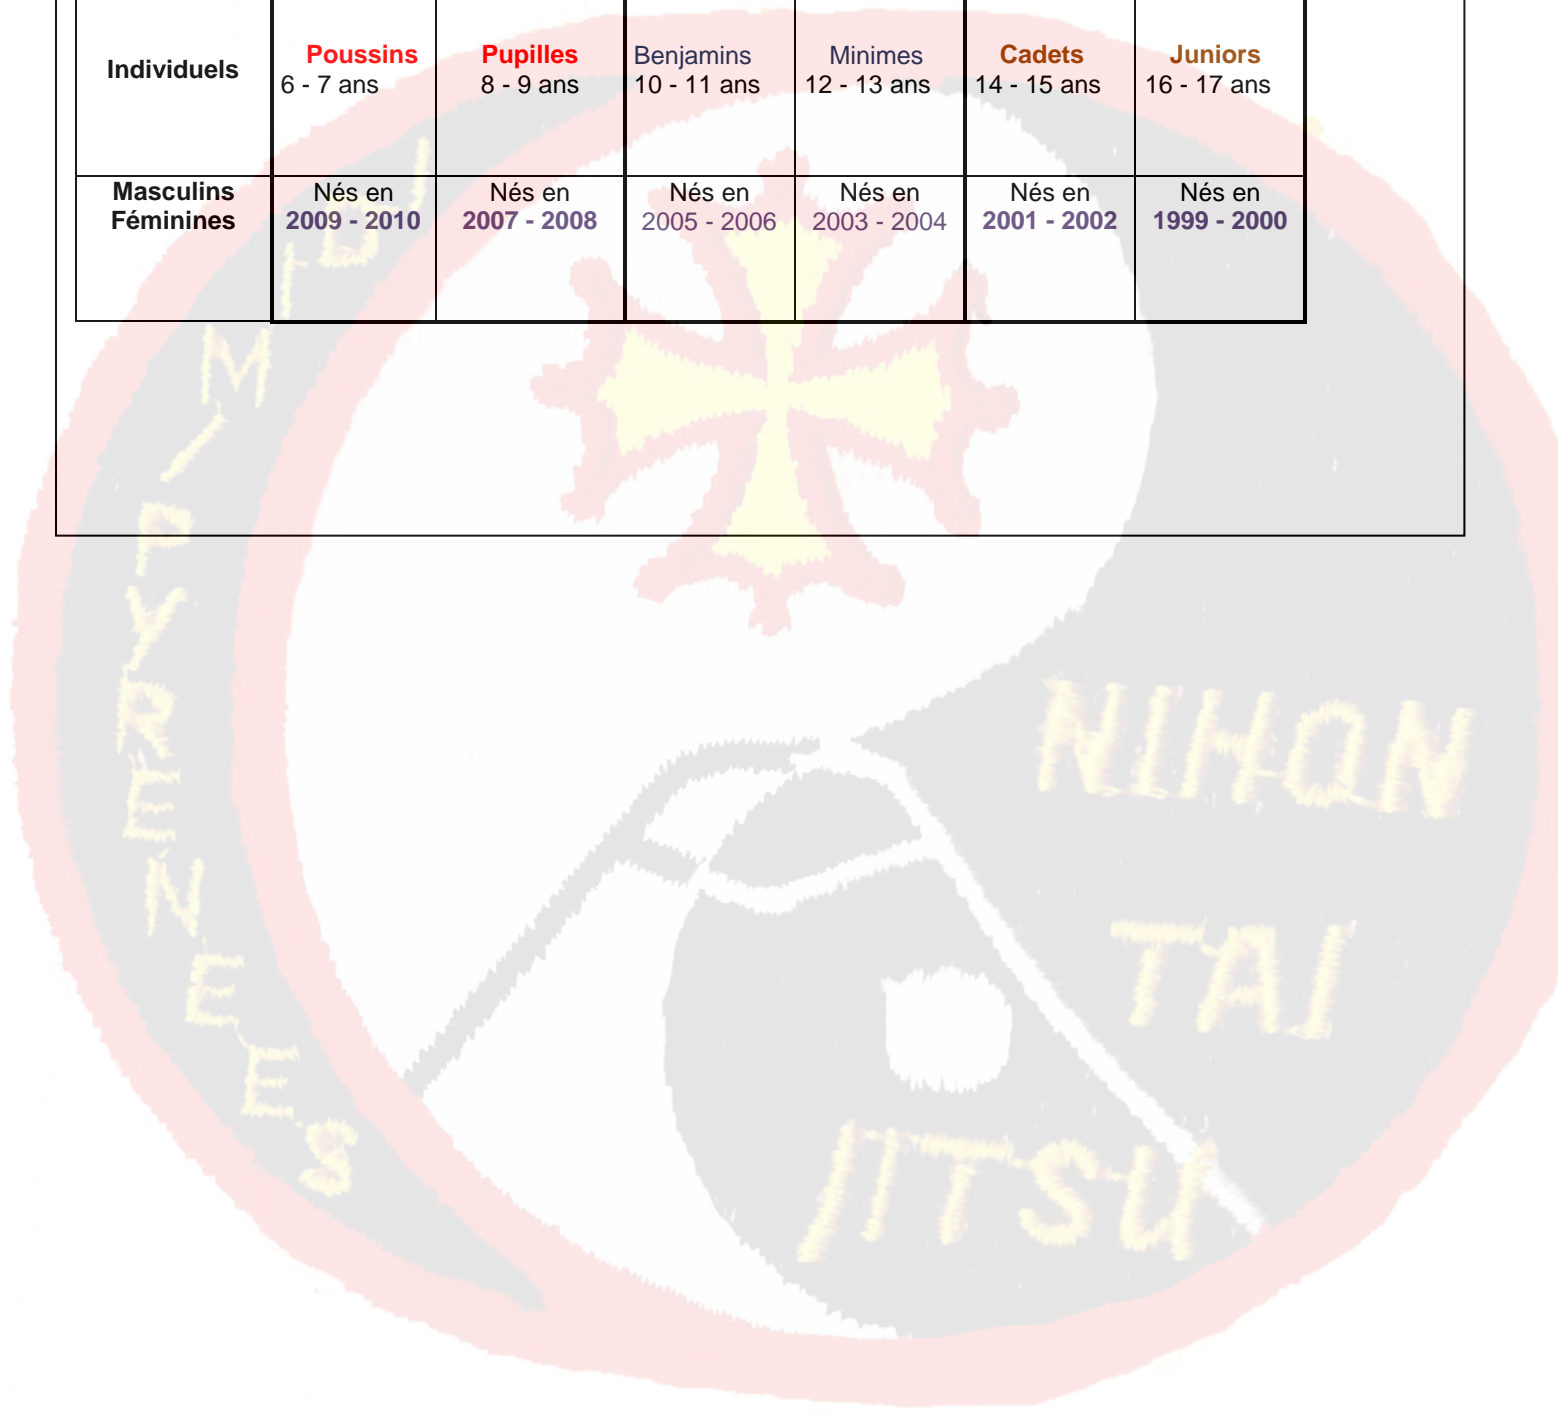 Individuels
Poussins
6 - 7 ans
Pupilles
8 - 9 ans
Benjamins
10 - 11 ans
Minimes
12 - 13 ans
Cadets
14 - 15 ans
Juniors
16 - 17 ans
Masculins
Féminines
Nés en
2009 - 2010
Nés en
2007 - 2008
Nés en
2005 - 2006
Nés en
2003 - 2004
Nés en
2001 - 2002
Nés en
1999 - 2000
MIDI
M/PYRENEES
NIHON
TAI
JITSU